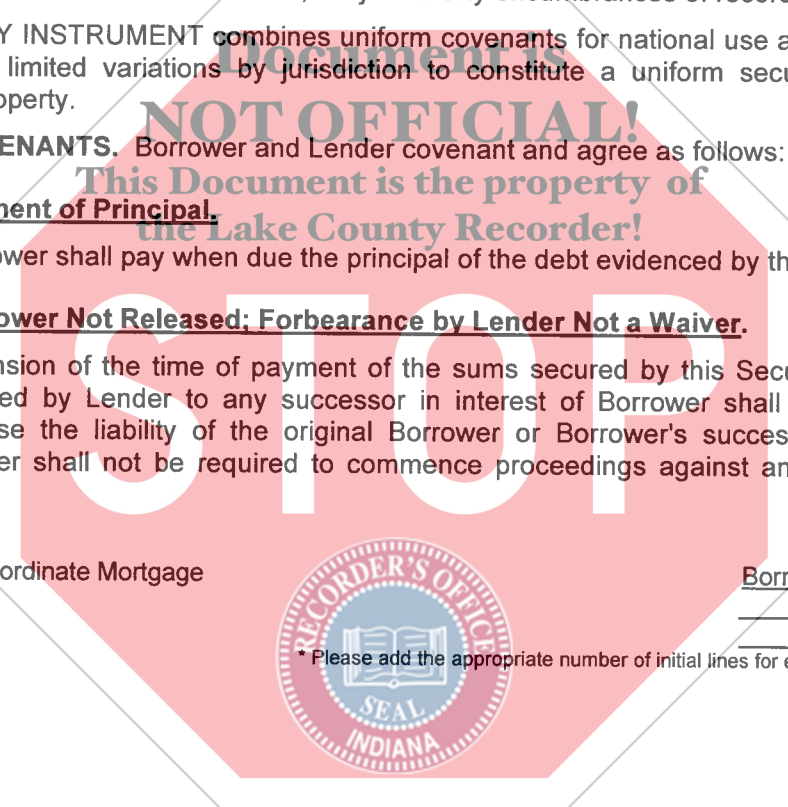 Y INSTRUMENT combines uniform covenants for national use a
limited variations by jurisdiction to constitute a uniform secu
operty.
Document is
NOT OFFICIAL!
This Document is the property of
the Lake County Recorder!
ENANTS. Borrower and Lender covenant and agree as follows:
ment of Principal.
ower shall pay when due the principal of the debt evidenced by th
ower Not Released; Forbearance by Lender Not a Waiver.
nsion of the time of payment of the sums secured by this Secu
ed by Lender to any successor in interest of Borrower shall
se the liability of the original Borrower or Borrower's succes
er shall not be required to commence proceedings against an
STOP
ordinate Mortgage
Borr
* Please add the appropriate number of initial lines for e
RECORDER'S OFFICE
SEAL
INDIANA